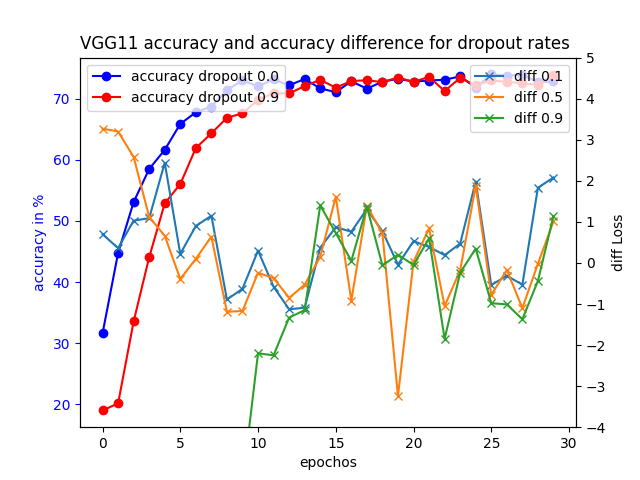 VGG11 accuracy and accuracy difference for dropout rates
accuracy dropout 0.0
accuracy dropout 0.9
diff 0.1
diff 0.5
diff 0.9
accuracy in %
70
60
50
40
30
20
5
4
3
2
1
0
−1
−2
−3
−4
diff Loss
0 5 10 15 20 25 30
epochos